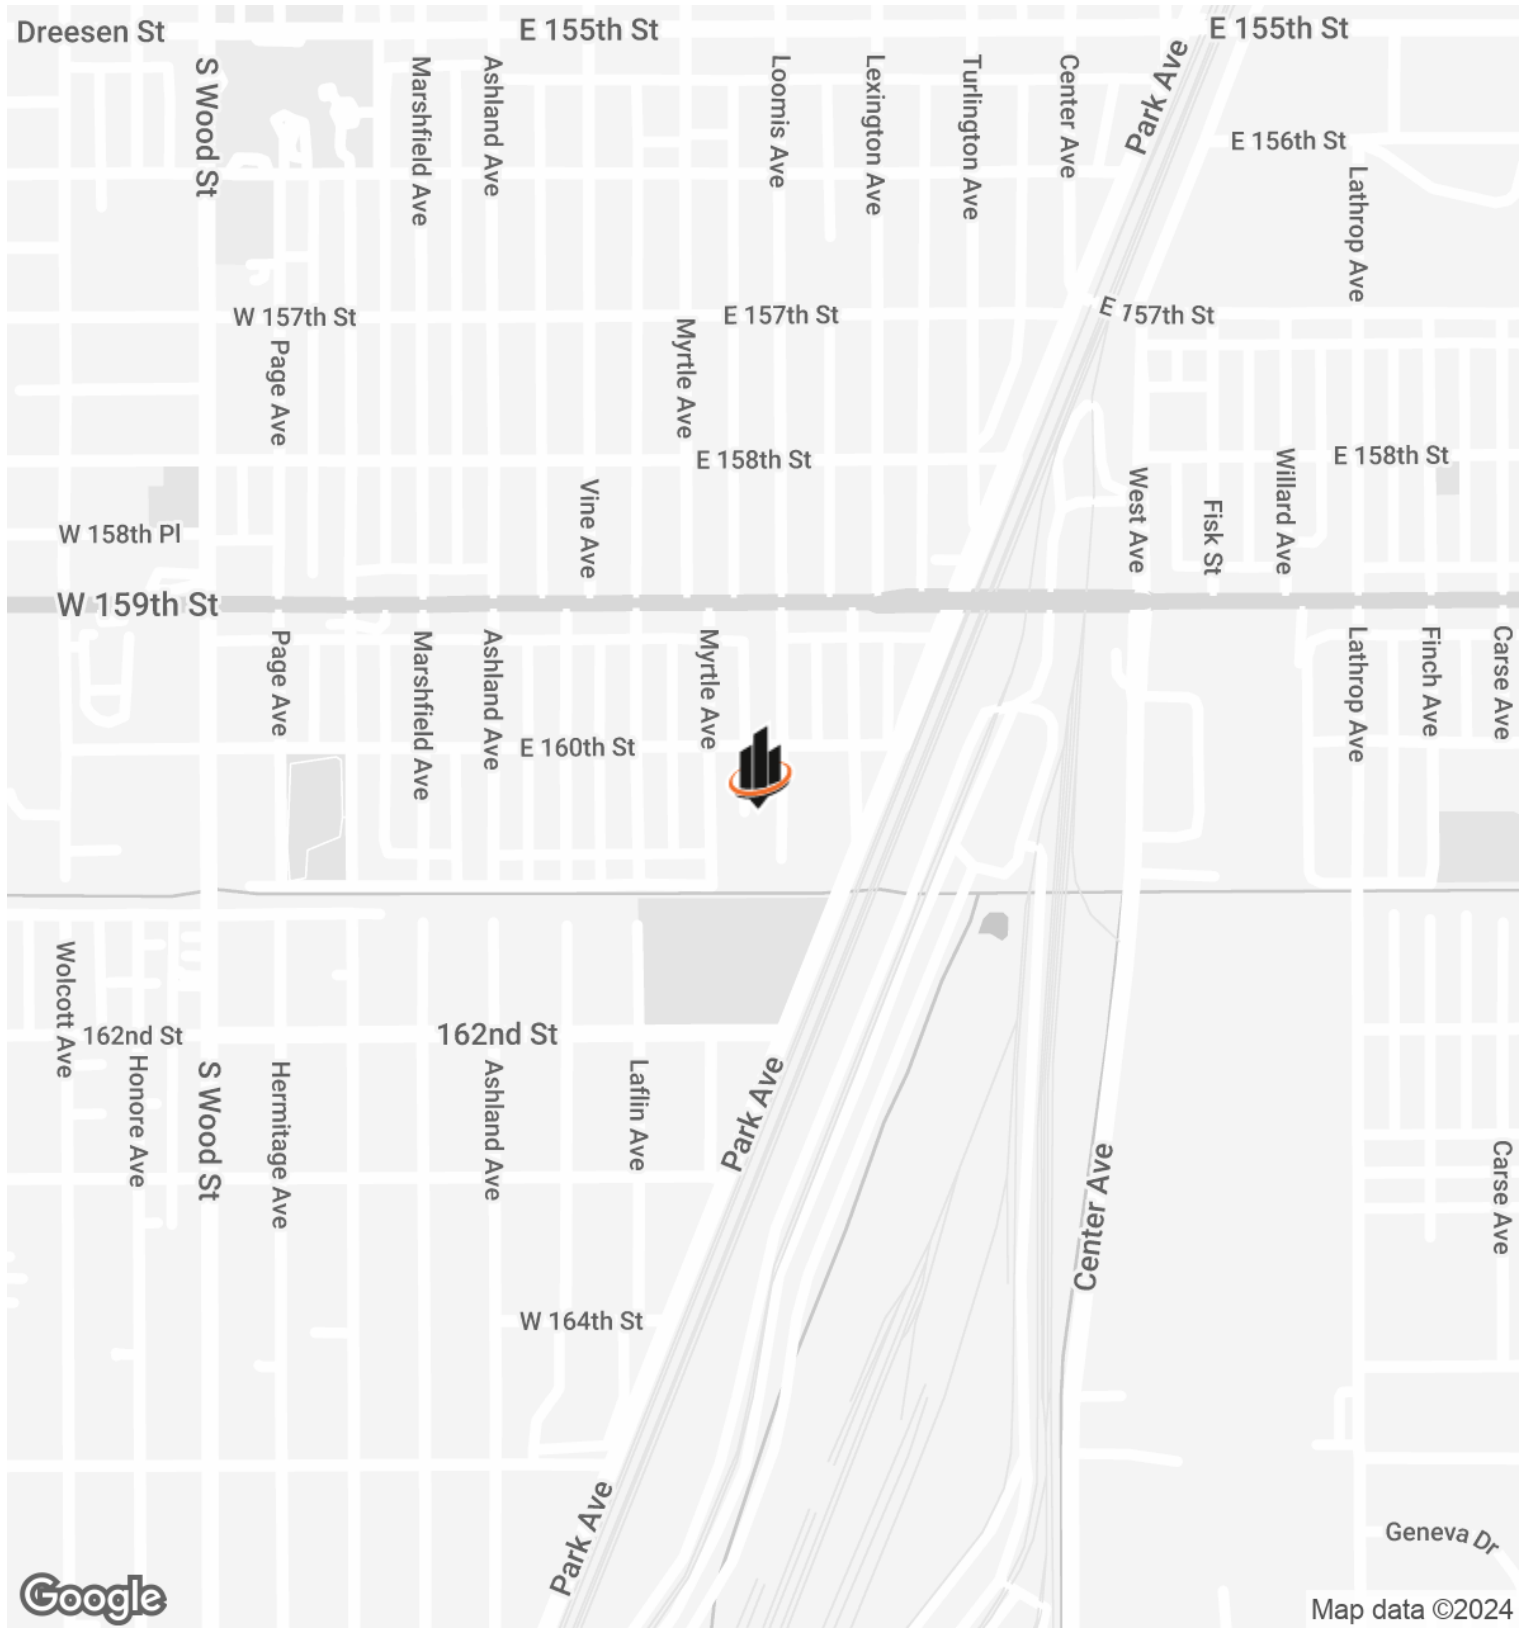 Dreesen St
E 155th St
E 155th St
S Wood St
Marshfield Ave
Ashland Ave
Loomis Ave
Lexington Ave
Turlington Ave
Center Ave
Park Ave
E 156th St
Lathrop Ave
W 157th St
E 157th St
E 157th St
Page Ave
Myrtle Ave
E 158th St
E 158th St
Vine Ave
West Ave
Fisk St
Willard Ave
W 158th Pl
W 159th St
Page Ave
Marshfield Ave
Ashland Ave
Myrtle Ave
Lathrop Ave
Finch Ave
Carse Ave
E 160th St
Wolcott Ave
162nd St
162nd St
Honore Ave
S Wood St
Hermitage Ave
Ashland Ave
Laflin Ave
Park Ave
Center Ave
Carse Ave
W 164th St
Park Ave
Geneva Dr
Google
Map data ©2024